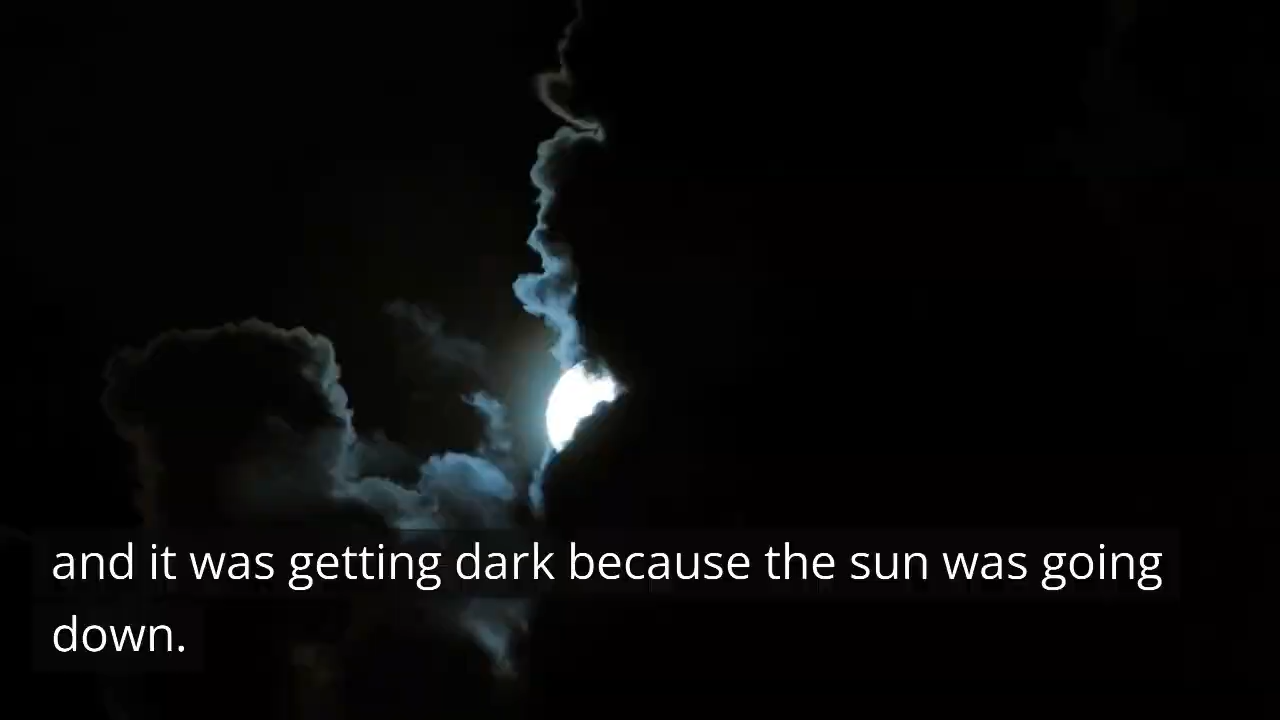 and it was getting dark because the sun was going
down.